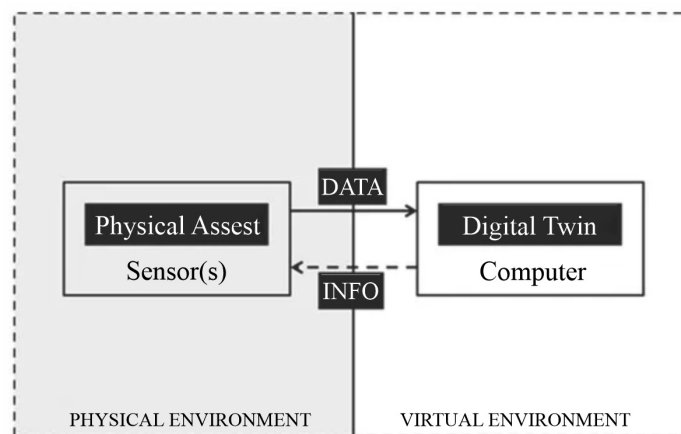 DATA
Physical Assest
Sensor(s)
Digital Twin
Computer
INFO
PHYSICAL ENVIRONMENT
VIRTUAL ENVIRONMENT